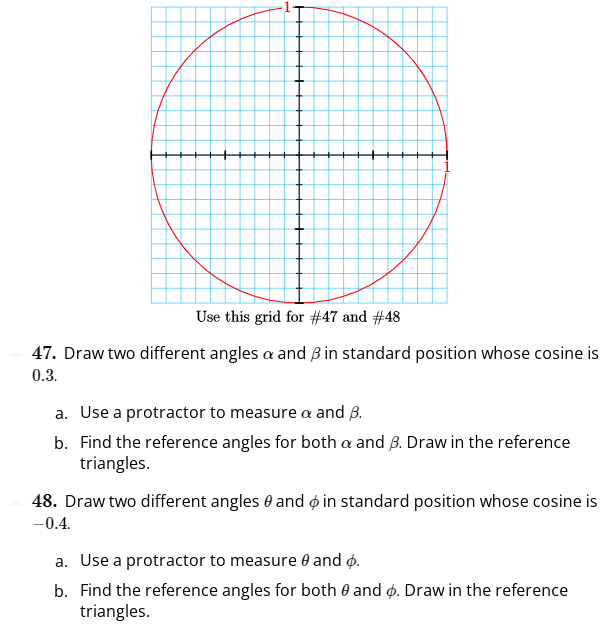 1
1
Use this grid for #47 and #48
47. Draw two different angles α and β in standard position whose cosine is
0.3.
a. Use a protractor to measure α and β.
b. Find the reference angles for both α and β. Draw in the reference
triangles.
48. Draw two different angles θ and ϕ in standard position whose cosine is
−0.4.
a. Use a protractor to measure θ and ϕ.
b. Find the reference angles for both θ and ϕ. Draw in the reference
triangles.